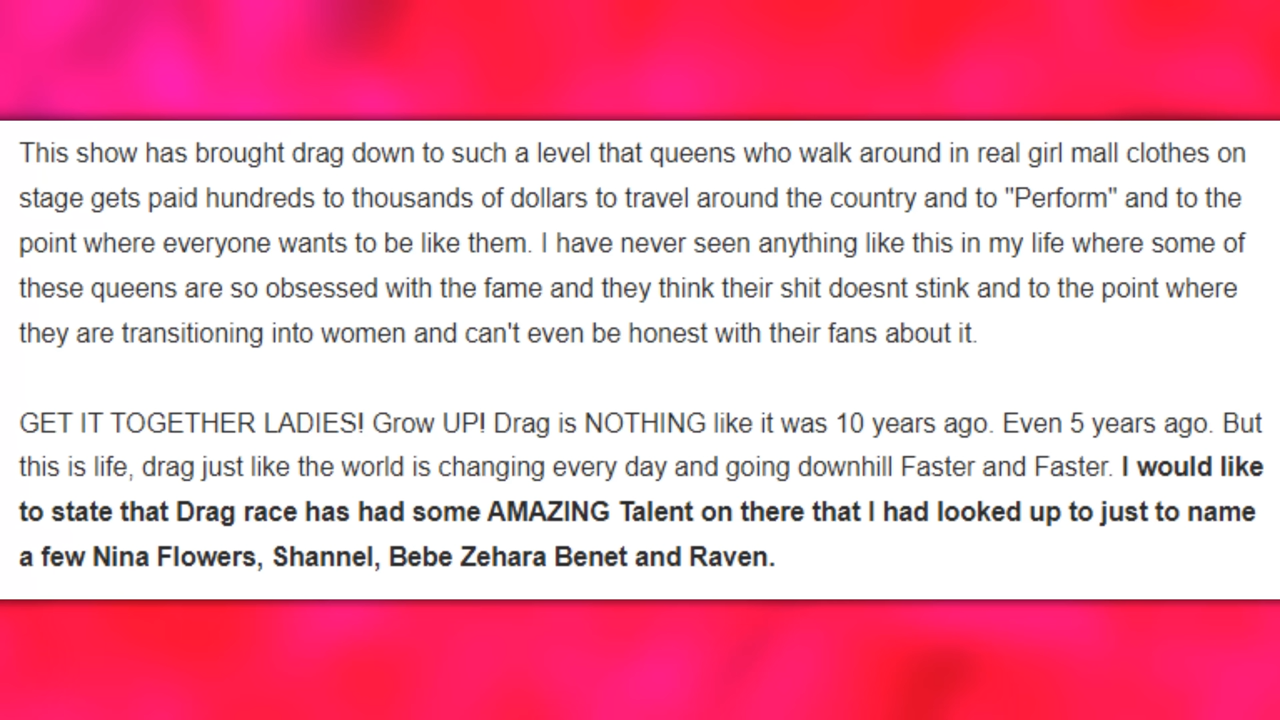 This show has brought drag down to such a level that queens who walk around in real girl mall clothes on
stage gets paid hundreds to thousands of dollars to travel around the country and to "Perform" and to the
point where everyone wants to be like them. I have never seen anything like this in my life where some of
these queens are so obsessed with the fame and they think their shit doesnt stink and to the point where
they are transitioning into women and can't even be honest with their fans about it.
GET IT TOGETHER LADIES! Grow UP! Drag is NOTHING like it was 10 years ago. Even 5 years ago. But
this is life, drag just like the world is changing every day and going downhill Faster and Faster. I would like
to state that Drag race has had some AMAZING Talent on there that I had looked up to just to name
a few Nina Flowers, Shannel, Bebe Zehara Benet and Raven.